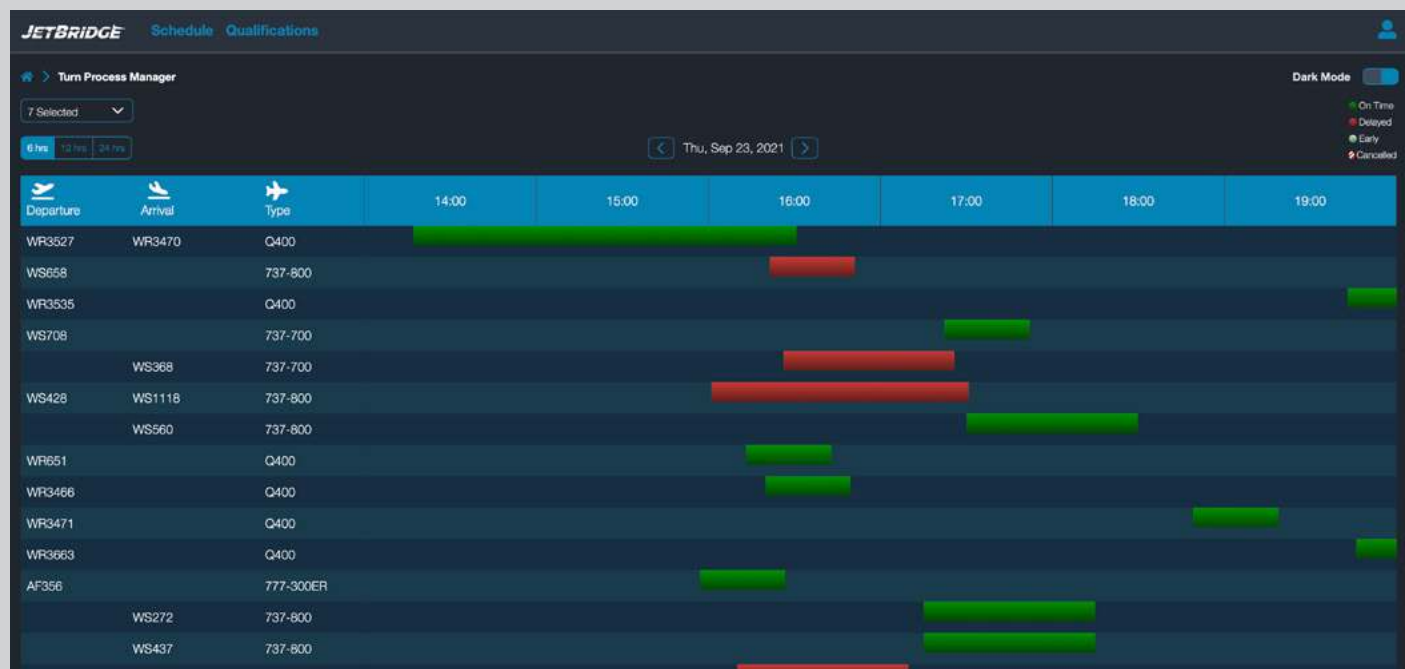 JETBRIDGE Schedule Qualifications
Turn Process Manager Dark Mode
7 Selected On Time
Delayed
6 hrs 12 hrs 24 hrs Thu, Sep 23, 2021 Early
Cancelled
Departure Arrival Type 14:00 15:00 16:00 17:00 18:00 19:00
WR3527 WR3470 Q400
WS658 737-800
WR3535 Q400
WS708 737-700
WS368 737-700
WS428 WS1118 737-800
WS560 737-800
WR651 Q400
WR3466 Q400
WR3471 Q400
WR3663 Q400
AF356 777-300ER
WS272 737-800
WS437 737-800